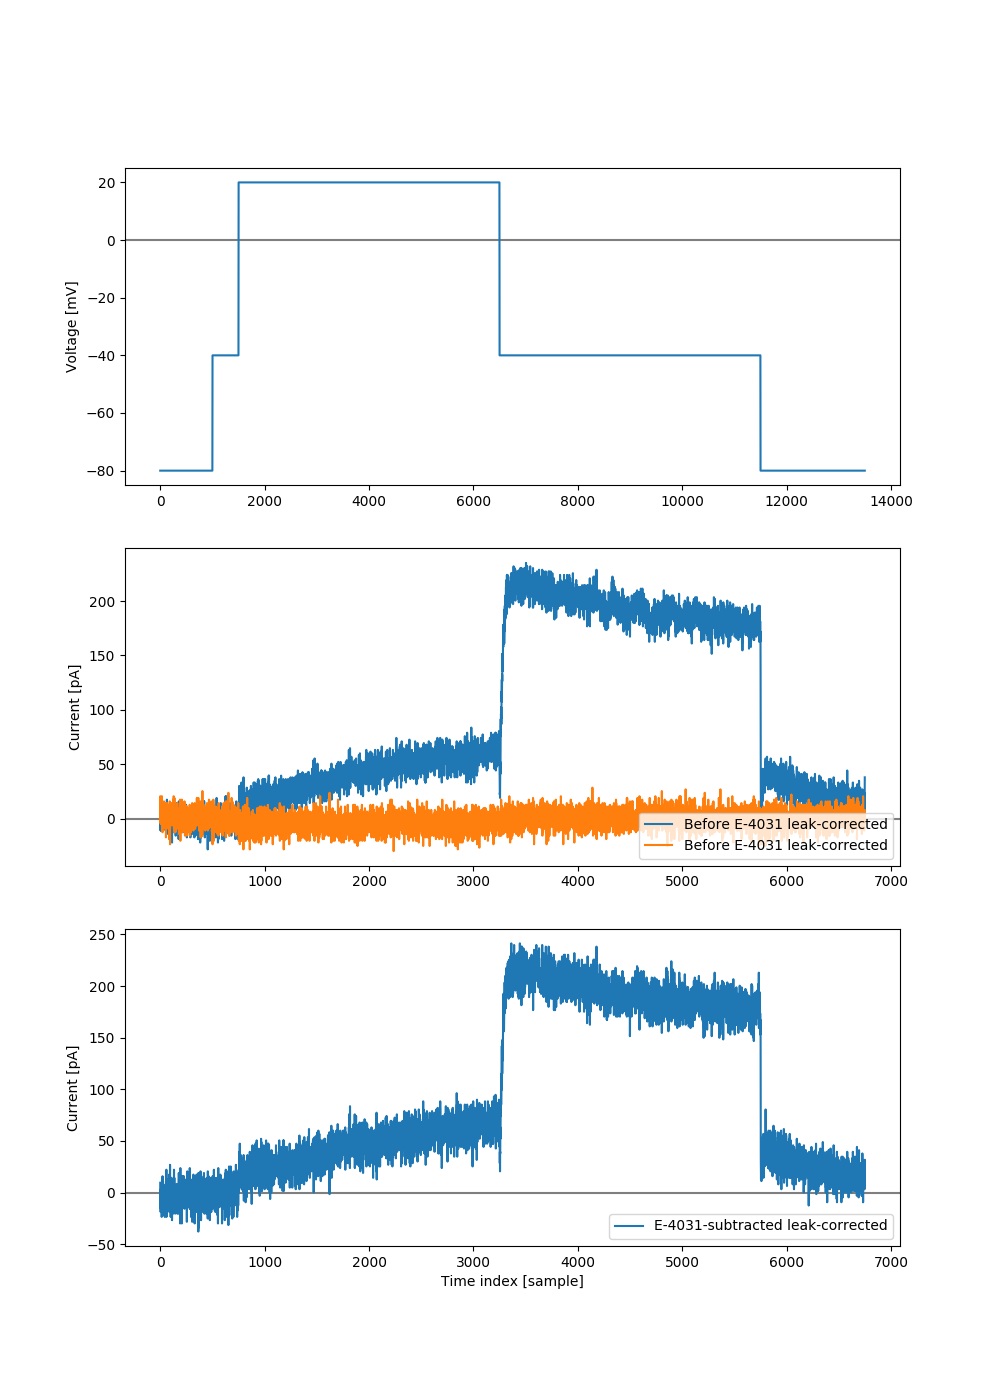 20
0
−20
−40
−60
−80
Voltage [mV]
0 2000 4000 6000 8000 10000 12000 14000
200
150
100
50
0
Current [pA]
Before E-4031 leak-corrected
Before E-4031 leak-corrected
0 1000 2000 3000 4000 5000 6000 7000
250
200
150
100
50
0
−50
Current [pA]
E-4031-subtracted leak-corrected
0 1000 2000 3000 4000 5000 6000 7000
Time index [sample]